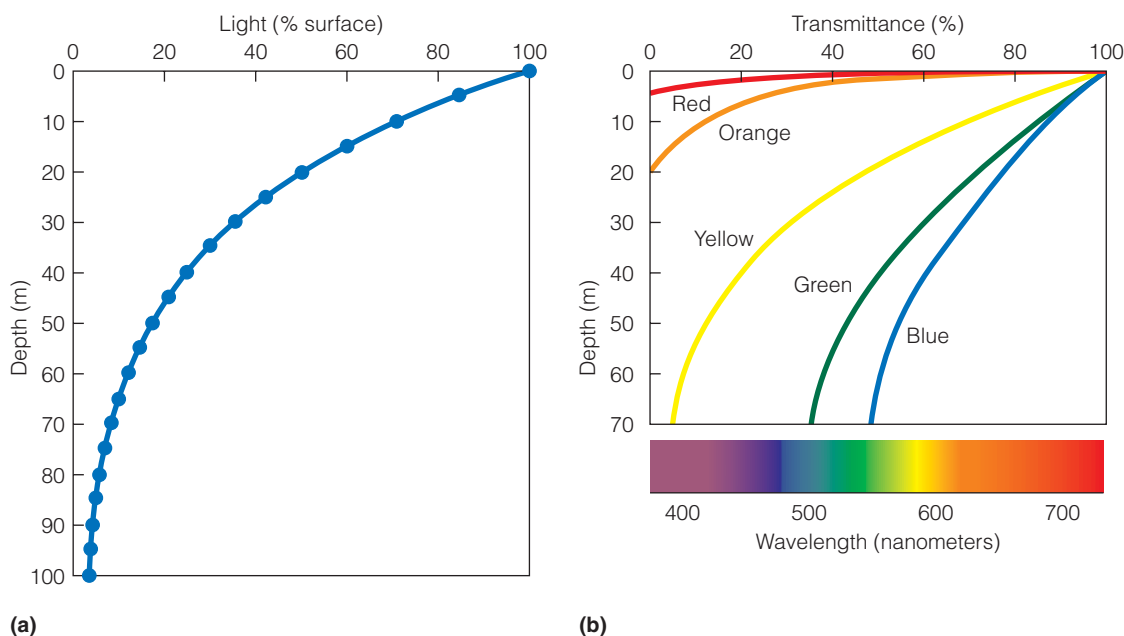 Light (% surface)
0 20 40 60 80 100
0
10
20
30
40
50
60
70
80
90
100
Depth (m)
(a)
Transmittance (%)
0 20 40 60 80 100
0
10
20
30
40
50
60
70
Depth (m)
Red
Orange
Yellow
Green
Blue
400 500 600 700
Wavelength (nanometers)
(b)